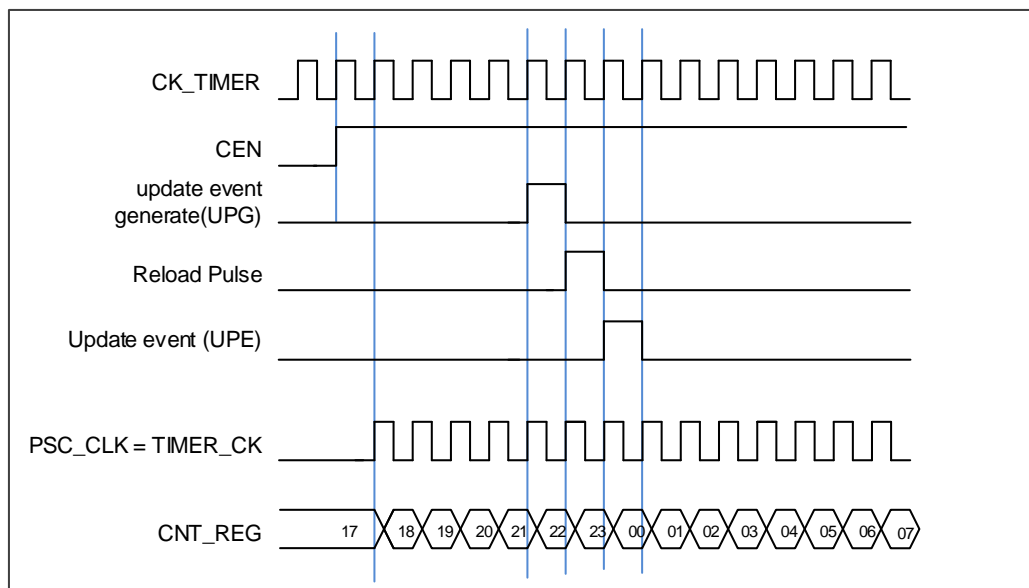 CK_TIMER
CEN
update event
generate(UPG)
Reload Pulse
Update event (UPE)
PSC_CLK = TIMER_CK
CNT_REG
17 18 19 20 21 22 23 00 01 02 03 04 05 06 07